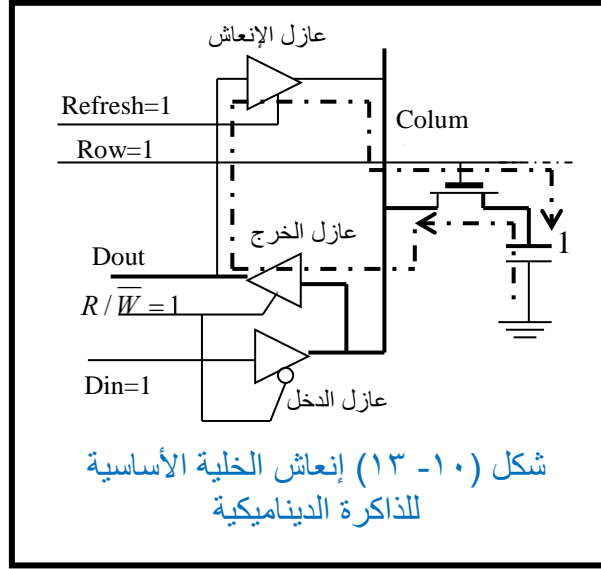 عازل الإنعاش
Refresh=1
Colum
Row=1
عازل الخرج
1
Dout
R / W̅ = 1
Din=1
عازل الدخل
شكل (١٠- ١٣) إنعاش الخلية الأساسية
للذاكرة الديناميكية